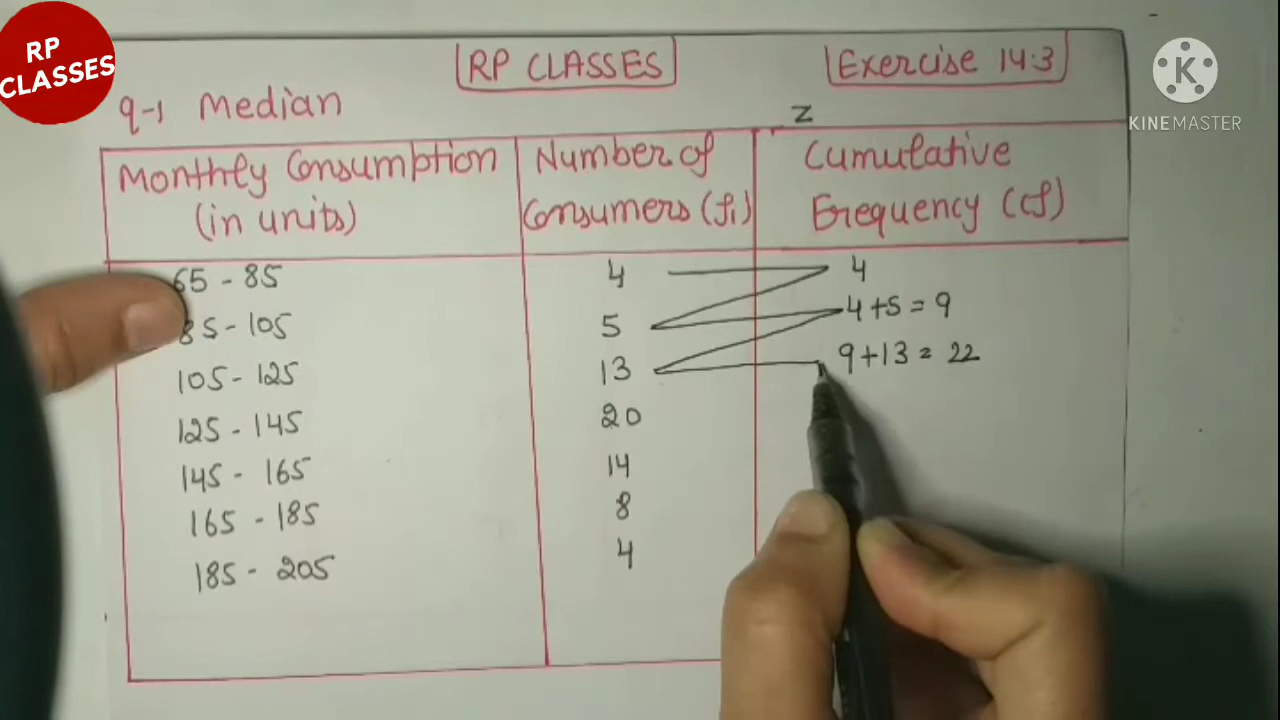 RP
CLASSES
RP CLASSES
Exercise 14.3
KINEMASTER
q-1 Median
Z
Monthly Consumption
(in units)
Number of
Consumers (fi)
Cumulative
Frequency (cf)
65 - 85 4 4
85 - 105 5 4+5 = 9
105 - 125 13 9+13 = 22
125 - 145 20
145 - 165 14
165 - 185 8
185 - 205 4